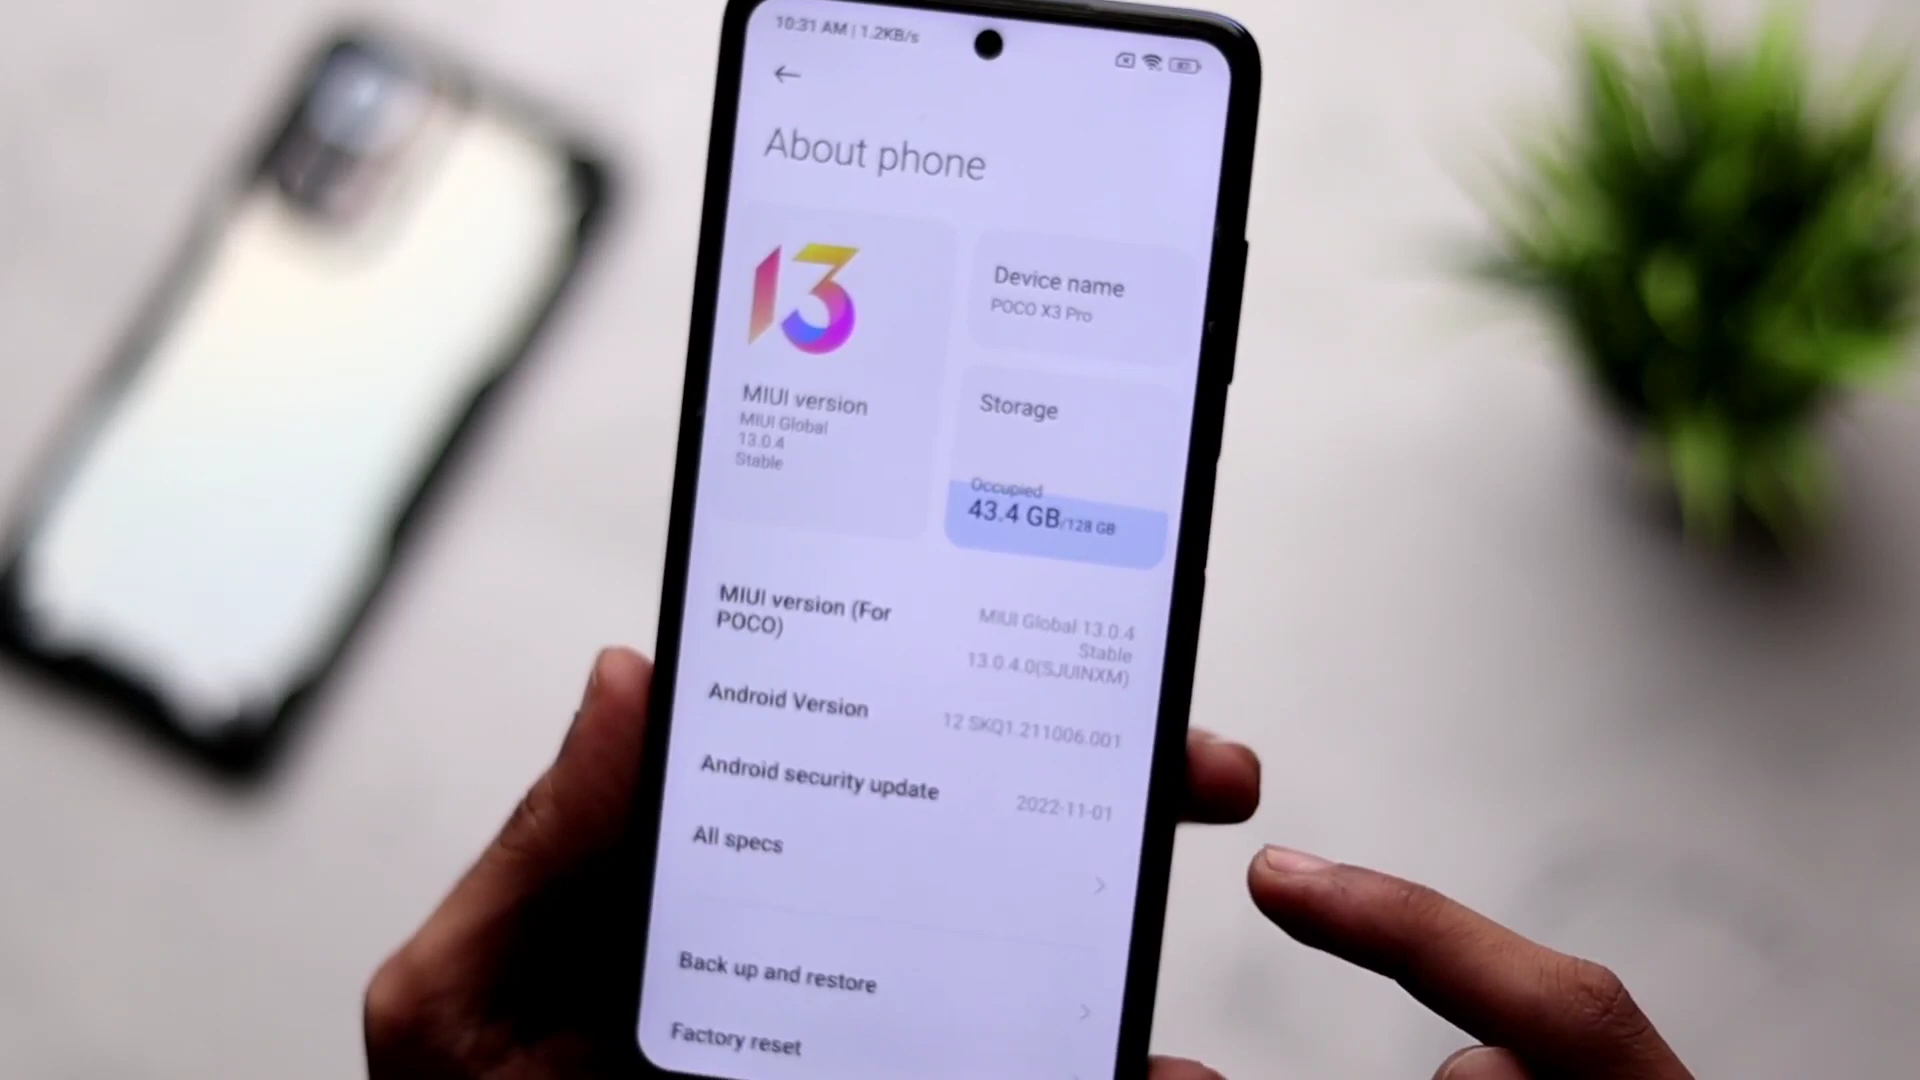 10:31 AM | 1.2KB/s
About phone
13
MIUI version
MIUI Global
13.0.4
Stable
Device name
POCO X3 Pro
Storage
Occupied
43.4 GB/128 GB
MIUI version (For
POCO)
MIUI Global 13.0.4
Stable
13.0.4.0(SJUINXM)
Android Version
12 SKQ1.211006.001
Android security update
2022-11-01
All specs
Back up and restore
Factory reset